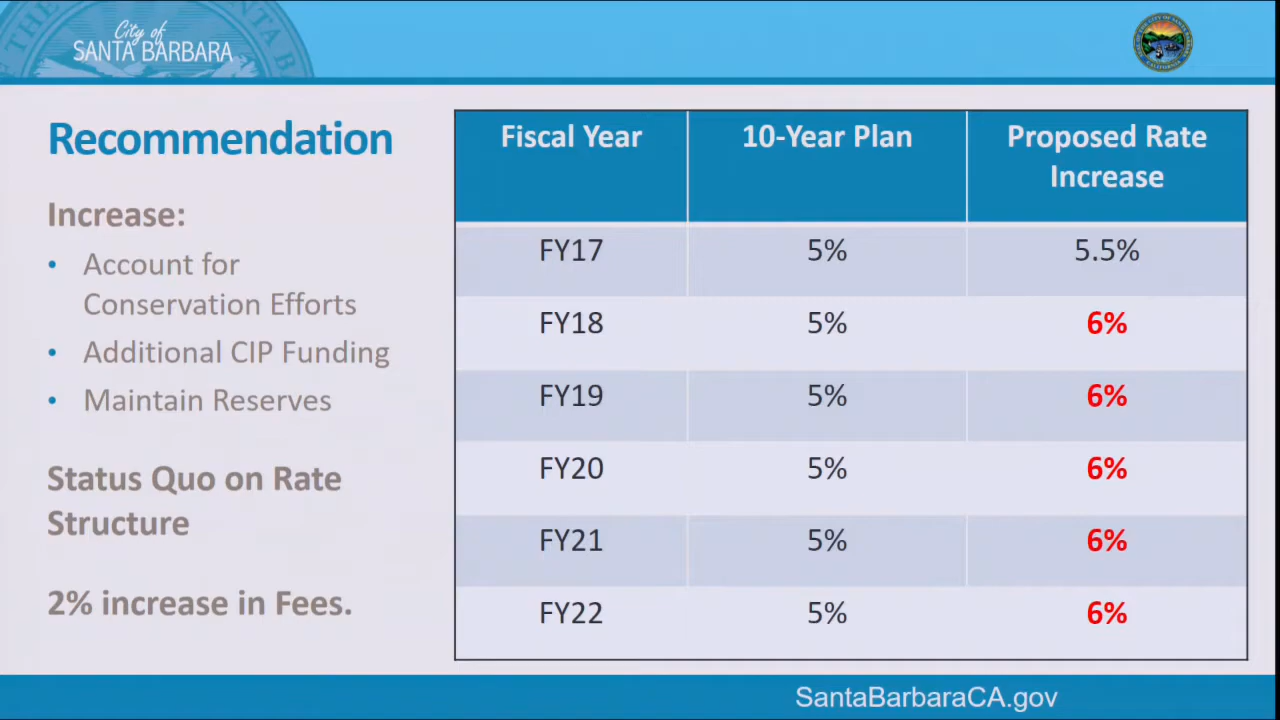 City of
SANTA BARBARA
Recommendation
Increase:
• Account for
Conservation Efforts
• Additional CIP Funding
• Maintain Reserves
Status Quo on Rate
Structure
2% increase in Fees.
Fiscal Year 10-Year Plan Proposed Rate
Increase
FY17 5% 5.5%
FY18 5% 6%
FY19 5% 6%
FY20 5% 6%
FY21 5% 6%
FY22 5% 6%
SantaBarbaraCA.gov